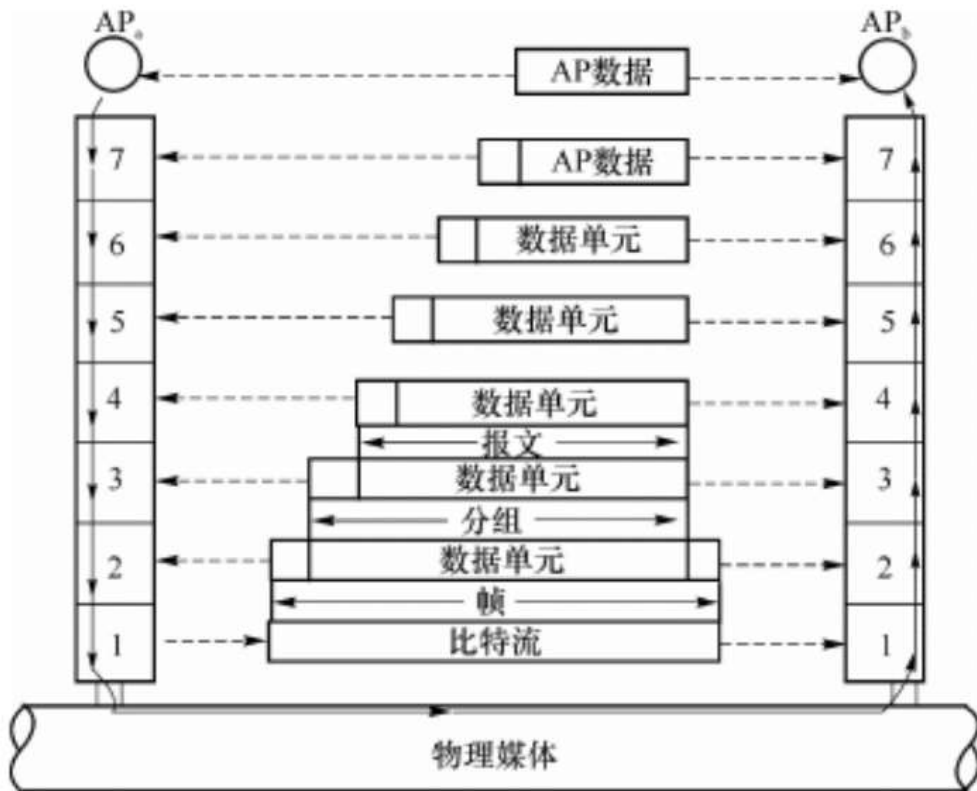 APₐ APᵦ
AP数据
7 AP数据 7
6 数据单元 6
5 数据单元 5
4 数据单元 4
报文
3 数据单元 3
分组
2 数据单元 2
帧
1 比特流 1
物理媒体